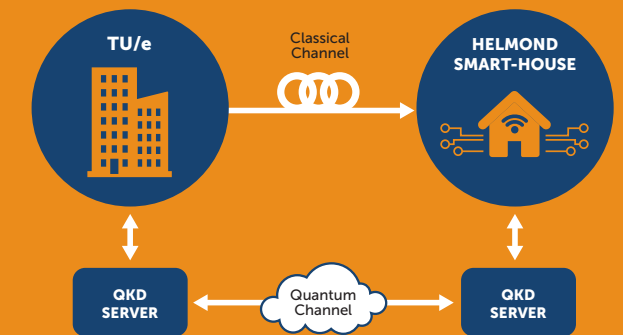 TU/e
Classical
Channel
HELMOND
SMART-HOUSE
QKD
SERVER
Quantum
Channel
QKD
SERVER